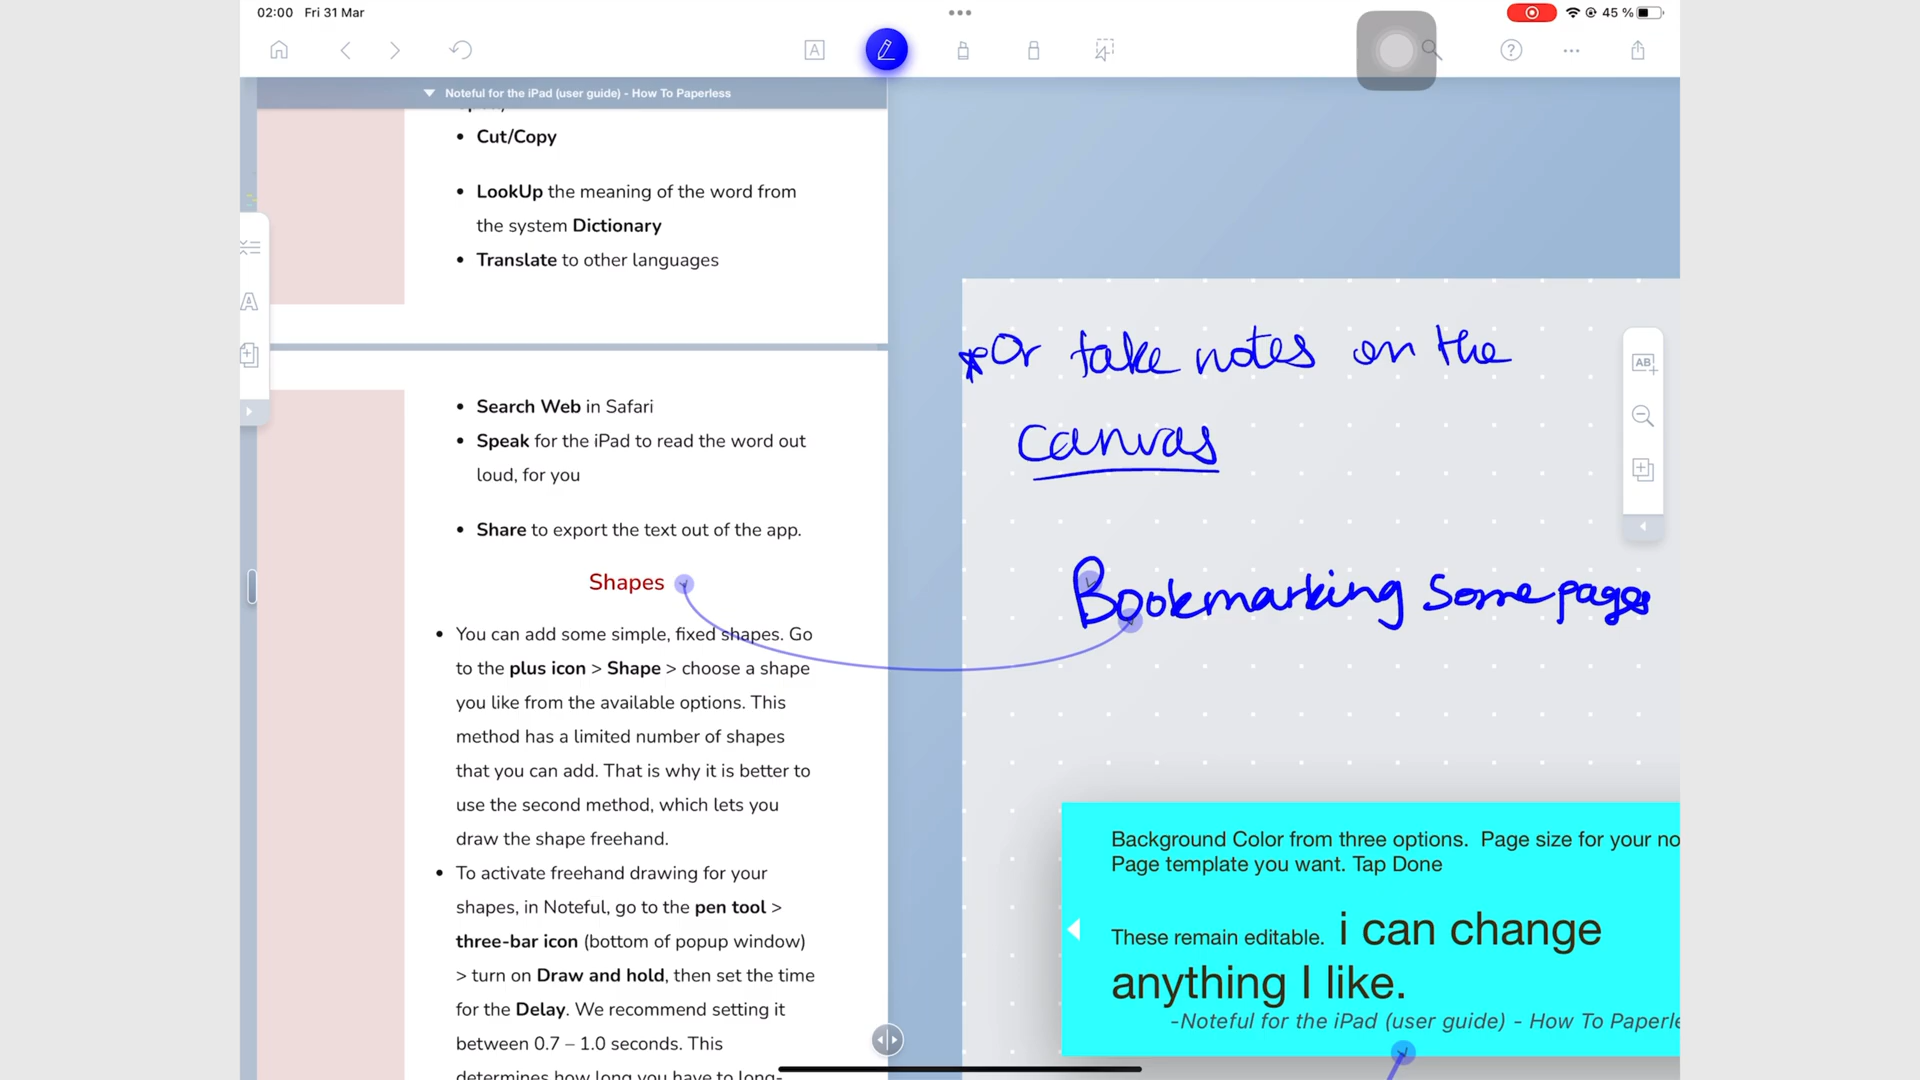 02:00 Fri 31 Mar
45 %
A
Noteful for the iPad (user guide) - How To Paperless
• Cut/Copy
• LookUp the meaning of the word from
the system Dictionary
• Translate to other languages
A
• Search Web in Safari
• Speak for the iPad to read the word out
loud, for you
• Share to export the text out of the app.
Shapes
• You can add some simple, fixed shapes. Go
to the plus icon > Shape > choose a shape
you like from the available options. This
method has a limited number of shapes
that you can add. That is why it is better to
use the second method, which lets you
draw the shape freehand.
• To activate freehand drawing for your
shapes, in Noteful, go to the pen tool >
three-bar icon (bottom of popup window)
> turn on Draw and hold, then set the time
for the Delay. We recommend setting it
between 0.7 – 1.0 seconds. This
determines how long you have to long-
*Or take notes on the
canvas
AB
Bookmarking some pages
Background Color from three options. Page size for your no
Page template you want. Tap Done
These remain editable. i can change
anything I like.
-Noteful for the iPad (user guide) - How To Paperle